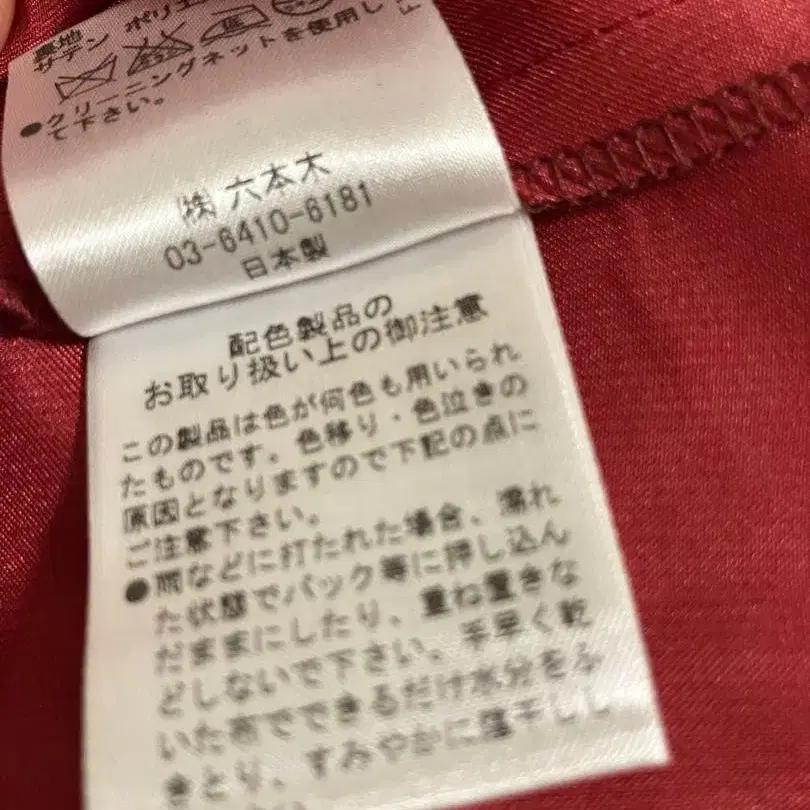 裏地
サテン ポリエ
●クリーニングネットを使用し
て下さい。
㈱六本木
03-6410-6181
日本製
配色製品の
お取り扱い上の御注意
この製品は色が何色も用いられ
たものです。色移り・色泣きの
原因となりますので下記の点に
ご注意下さい。
●雨などに打たれた場合、濡れ
た状態でバック等に押し込ん
だままにしたり、重ね置きな
どしないで下さい。手早く乾
いた布でできるだけ水分をふ
きとり、すみやかに陰干しし